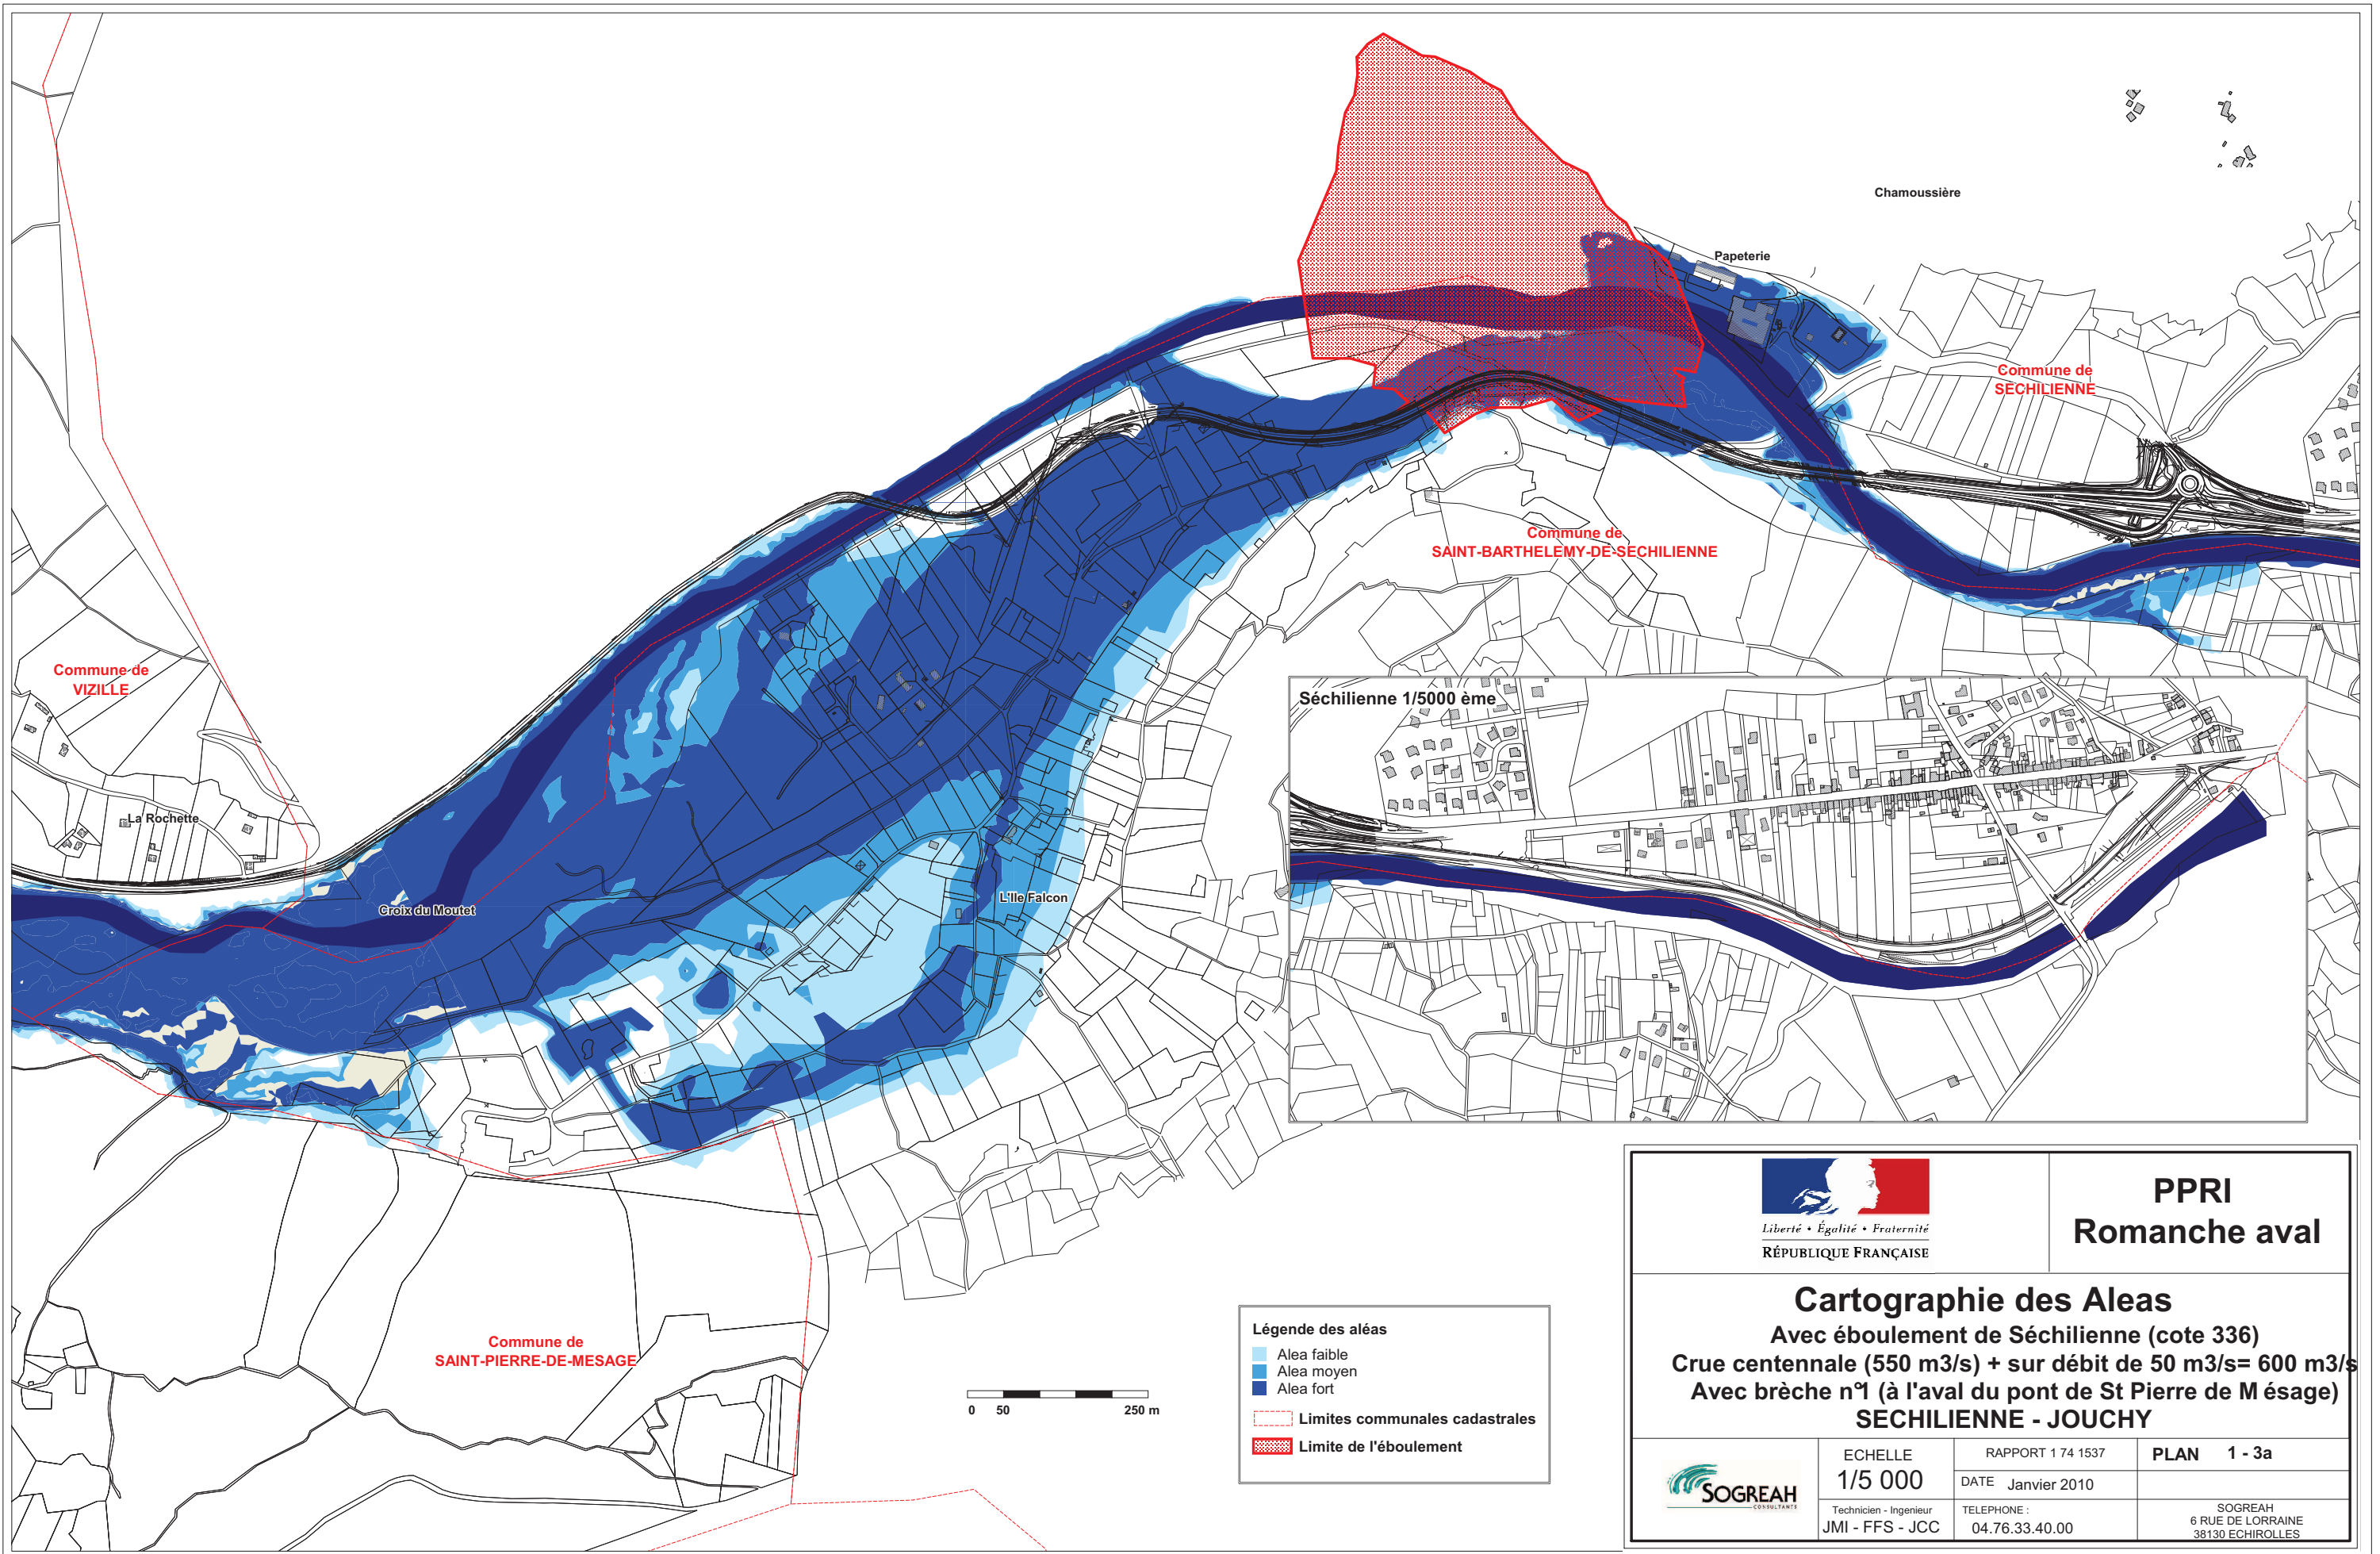 Chamoussière
Papeterie
Commune de
SECHILIENNE
Commune de
SAINT-BARTHELEMY-DE-SECHILIENNE
Commune de
VIZILLE
La Rochette
Croix du Moutet
L'Ile Falcon
Séchilienne 1/5000 ème
Commune de
SAINT-PIERRE-DE-MESAGE
0 50 250 m
Légende des aléas
Alea faible
Alea moyen
Alea fort
Limites communales cadastrales
Limite de l'éboulement
Liberté • Égalité • Fraternité
RÉPUBLIQUE FRANÇAISE
PPRI
Romanche aval
Cartographie des Aleas
Avec éboulement de Séchilienne (cote 336)
Crue centennale (550 m3/s) + sur débit de 50 m3/s= 600 m3/s
Avec brèche n°1 (à l'aval du pont de St Pierre de M ésage)
SECHILIENNE - JOUCHY
SOGREAH
CONSULTANTS
ECHELLE
1/5 000
Technicien - Ingenieur
JMI - FFS - JCC
RAPPORT 1 74 1537
DATE Janvier 2010
TELEPHONE :
04.76.33.40.00
PLAN 1 - 3a
SOGREAH
6 RUE DE LORRAINE
38130 ECHIROLLES